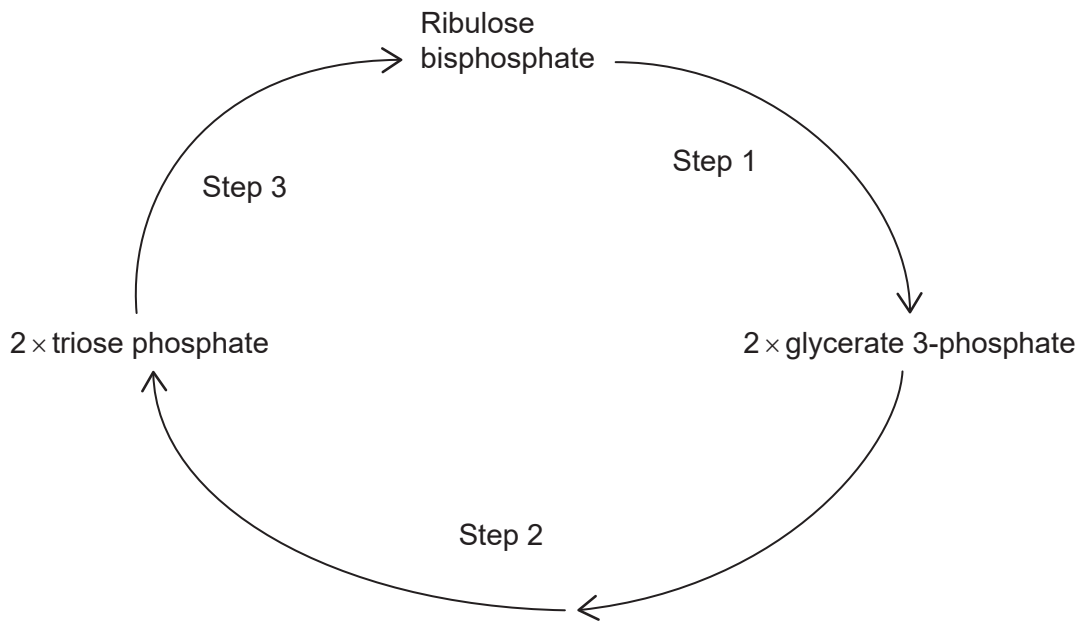 Ribulose
bisphosphate
Step 1
Step 3
2 × triose phosphate
2 × glycerate 3-phosphate
Step 2